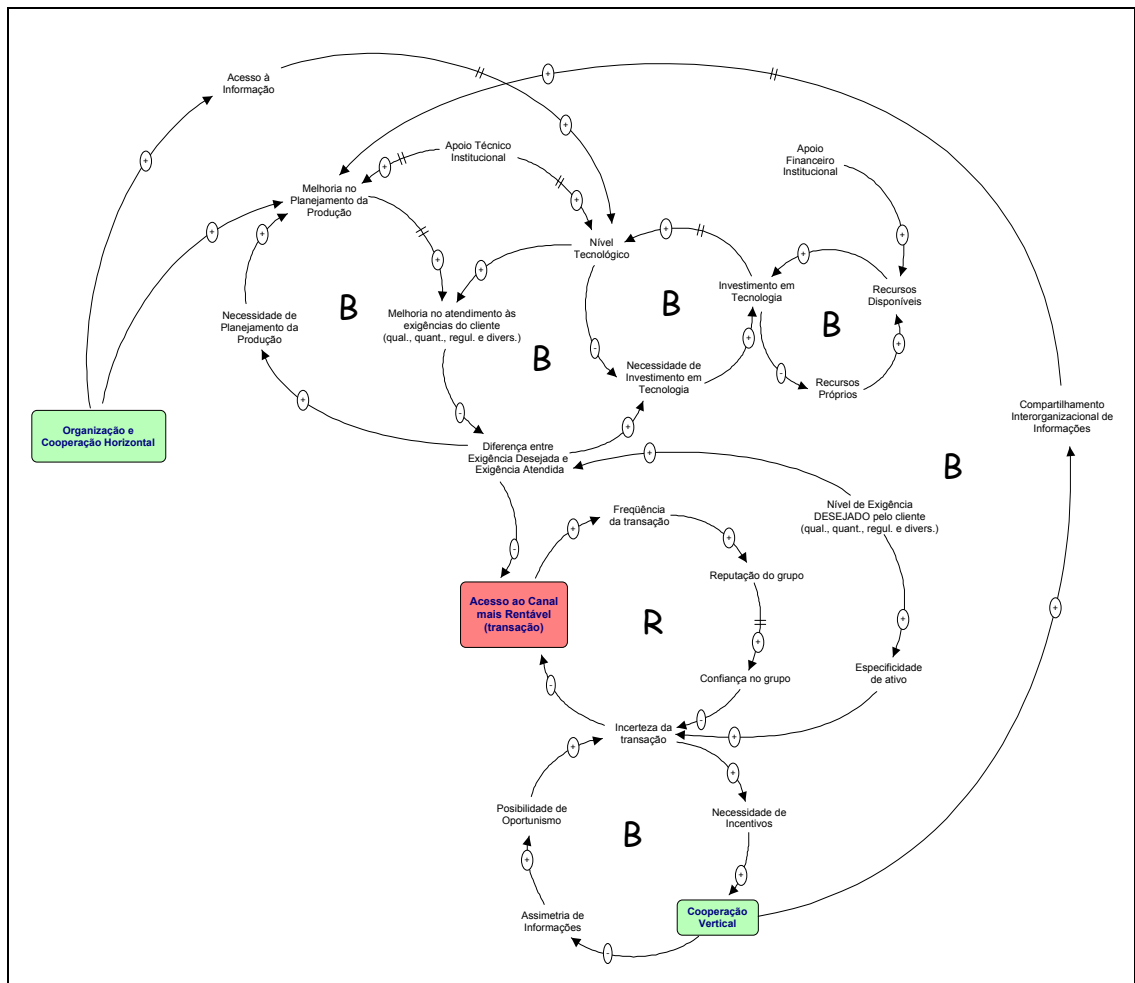 Acesso à
Informação
Apoio Técnico
Institucional
Apoio
Financeiro
Institucional
Melhoria no
Planejamento da
Produção
Nível
Tecnológico
Investimento em
Tecnologia
Recursos
Disponíveis
Necessidade de
Planejamento da
Produção
B
Melhoria no atendimento às
exigências do cliente
(qual., quant., regul. e divers.)
B
B
B
Necessidade de
Investimento em
Tecnologia
Recursos
Próprios
Organização e
Cooperação Horizontal
Compartilhamento
Interorganizacional de
Informações
Diferença entre
Exigência Desejada e
Exigência Atendida
B
Nível de Exigência
DESEJADO pelo cliente
(qual., quant., regul. e divers.)
Freqüência
da transação
Reputação do grupo
Acesso ao Canal
mais Rentável
(transação)
R
Confiança no grupo
Especificidade
de ativo
Incerteza da
transação
Posibilidade de
Oportunismo
B
Necessidade de
Incentivos
Assimetria de
Informações
Cooperação
Vertical